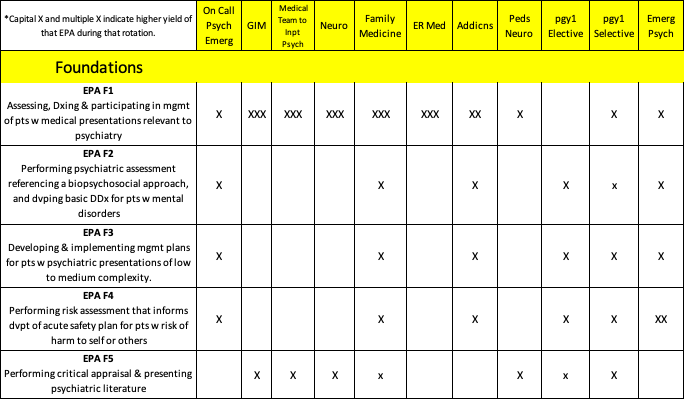 *Capital X and multiple X indicate higher yield of
that EPA during that rotation.
On Call
Psych
Emerg
GIM
Medical
Team to
Inpt
Psych
Neuro
Family
Medicine
ER Med
Addicns
Peds
Neuro
pgy1
Elective
pgy1
Selective
Emerg
Psych
Foundations
EPA F1
Assessing, Dxing & participating in mgmt
of pts w medical presentations relevant to
psychiatry
X XXX XXX XXX XXX XXX XX X X X
EPA F2
Performing psychiatric assessment
referencing a biopsychosocial approach,
and dvping basic DDx for pts w mental
disorders
X X X X x X
EPA F3
Developing & implementing mgmt plans
for pts w psychiatric presentations of low
to medium complexity.
X X X X X X
EPA F4
Performing risk assessment that informs
dvpt of acute safety plan for pts w risk of
harm to self or others
X X X X X XX
EPA F5
Performing critical appraisal & presenting
psychiatric literature
X X X x X x X